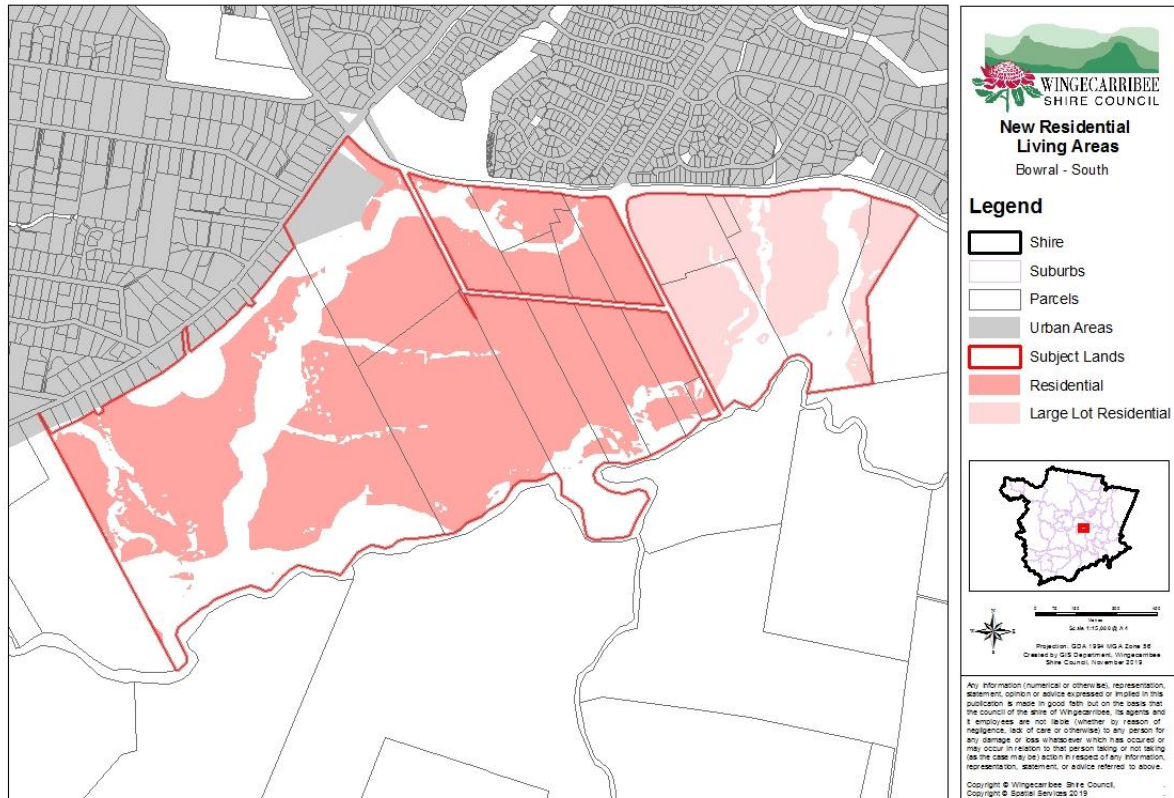 WINGECARRIBEE
SHIRE COUNCIL
New Residential
Living Areas
Bowral - South
Legend
Shire
Suburbs
Parcels
Urban Areas
Subject Lands
Residential
Large Lot Residential
Scale 1:15,000 @ A4
Projection: GDA 1994 MGA Zone 56
Created by GIS Department, Wingecarribee
Shire Council, November 2019
Any information (numerical or otherwise), representation,
statement, opinion or advice expressed or implied in this
publication is made in good faith but on the basis that
the council of the shire of Wingecarribee, its agents and
it employees are not liable (whether by reason of
negligence, lack of care or otherwise) to any person for
any damage or loss whatsoever which has occured or
may occur in relation to that person taking or not taking
(as the case may be) action in respect of any information,
representation, statement, or advice referred to above.
Copyright © Wingecarribee Shire Council,
Copyright © Spatial Services 2019